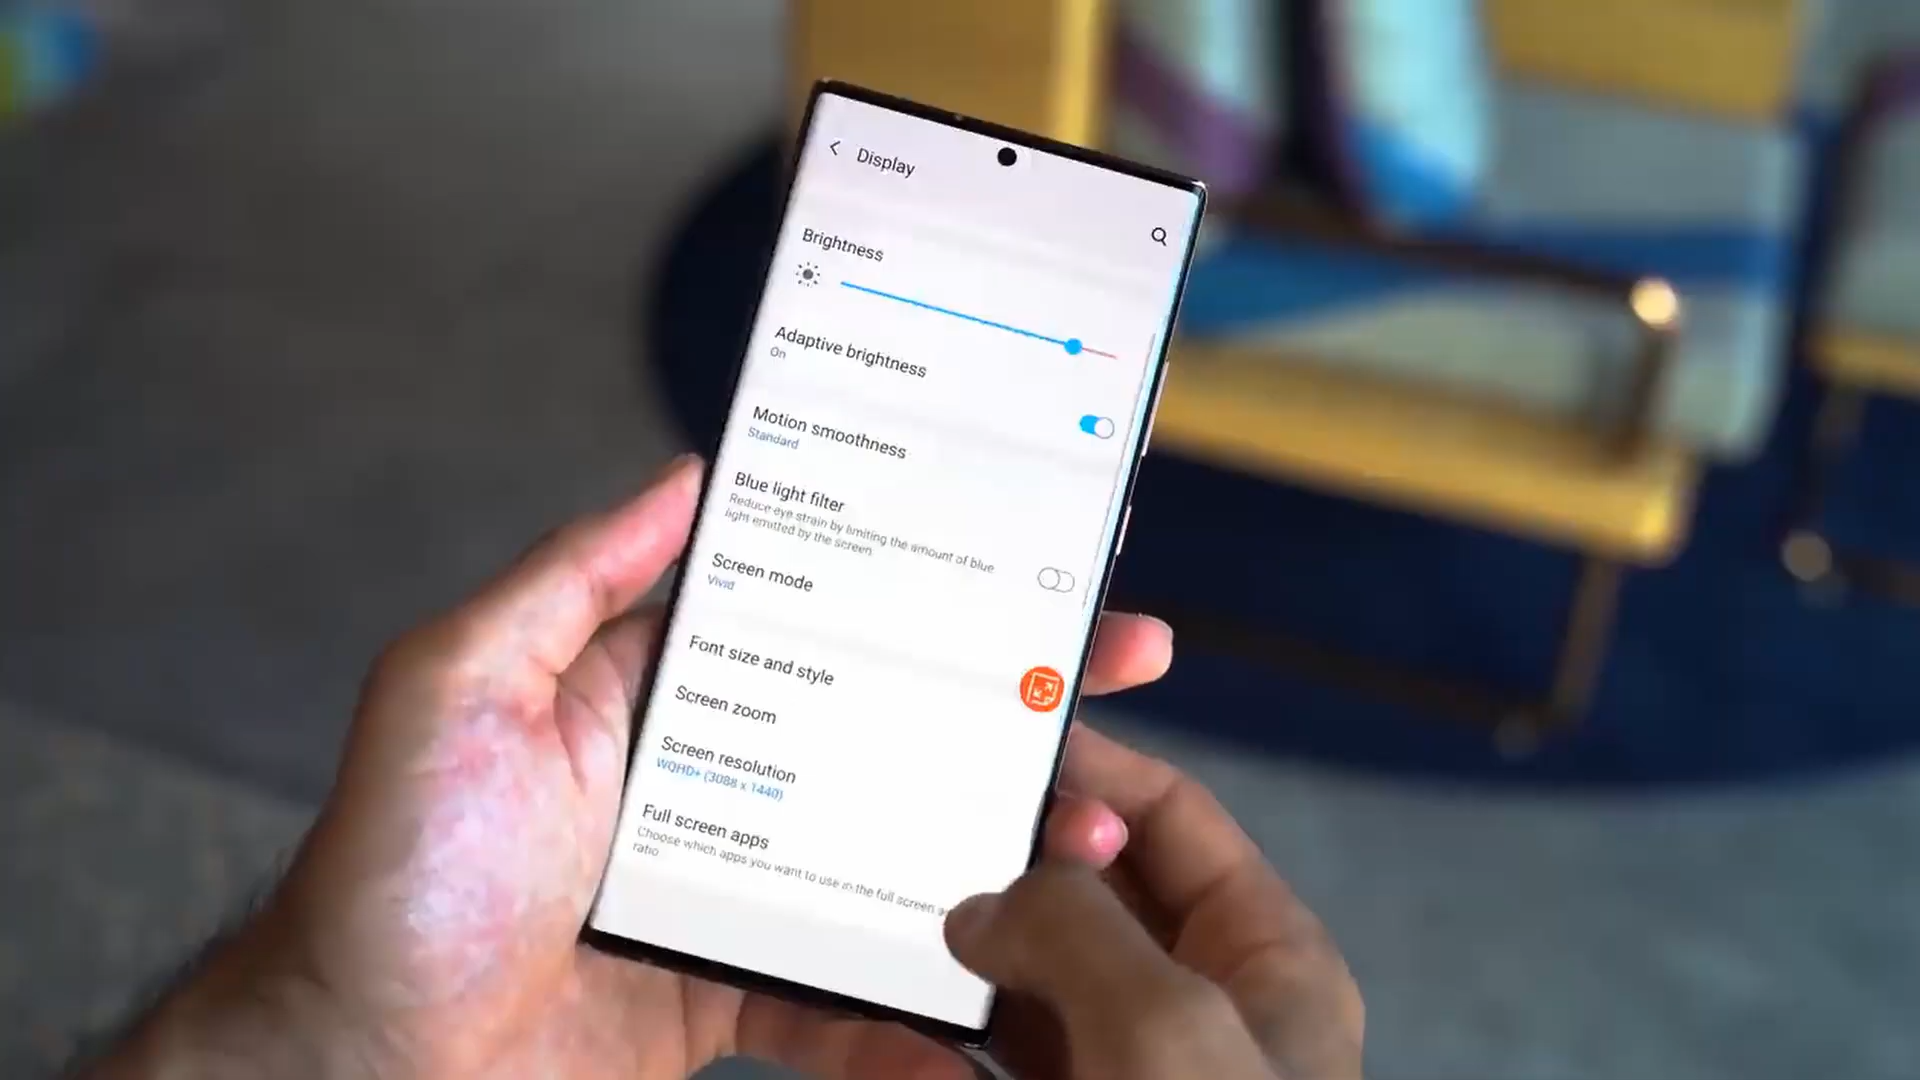 Display
Brightness
Adaptive brightness
On
Motion smoothness
Standard
Blue light filter
Reduce eye strain by limiting the amount of blue
light emitted by the screen.
Screen mode
Vivid
Font size and style
Screen zoom
Screen resolution
WQHD+ (3088 x 1440)
Full screen apps
Choose which apps you want to use in the full screen
ratio